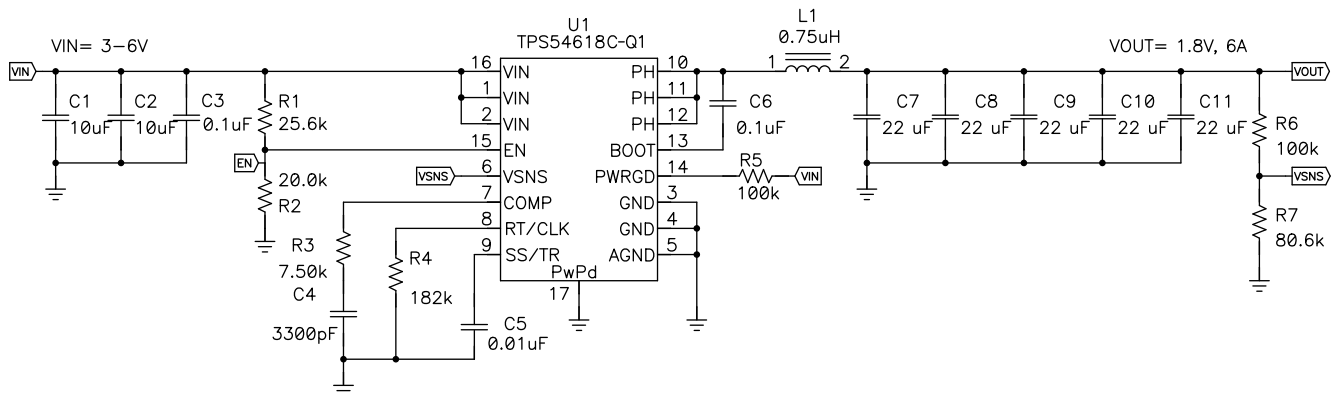 VIN= 3-6V
VIN
C1
10uF
C2
10uF
C3
0.1uF
R1
25.6k
EN
20.0k
R2
U1
TPS54618C-Q1
16 VIN
1 VIN
2 VIN
15 EN
VSNS
6 VSNS
7 COMP
8 RT/CLK
9 SS/TR
PwPd
17
PH 10
PH 11
PH 12
BOOT 13
PWRGD 14
GND 3
GND 4
AGND 5
R3
7.50k
C4
3300pF
R4
182k
C5
0.01uF
L1
0.75uH
1 2
C6
0.1uF
R5
100k
VIN
VOUT= 1.8V, 6A
VOUT
C7
22 uF
C8
22 uF
C9
22 uF
C10
22 uF
C11
22 uF
R6
100k
VSNS
R7
80.6k